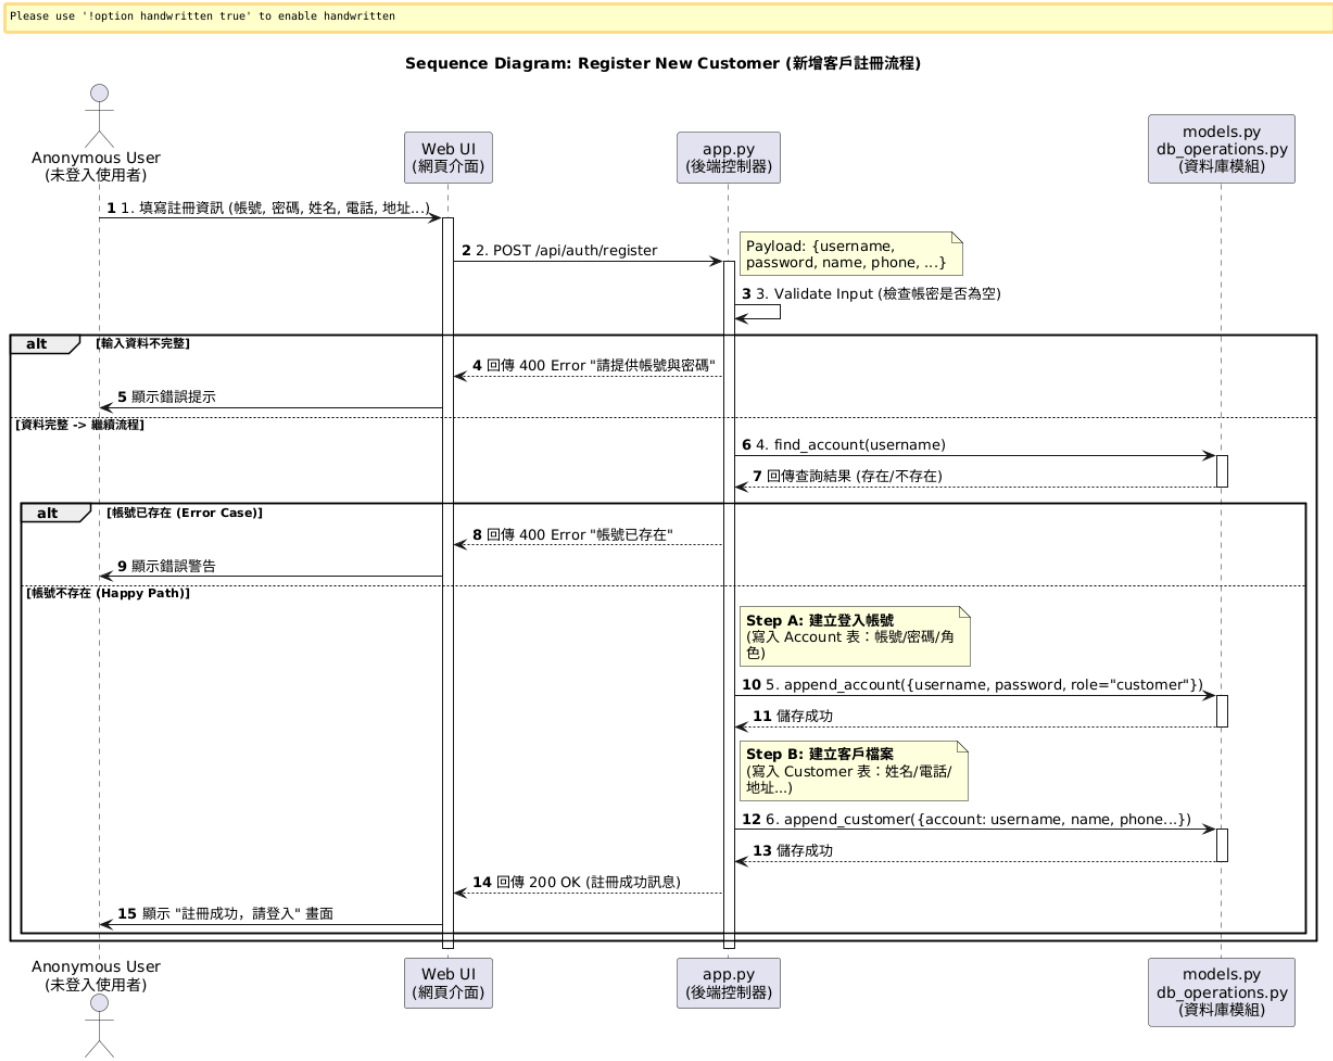 Please use '!option handwritten true' to enable handwritten
Sequence Diagram: Register New Customer (新增客戶註冊流程)
Anonymous User
(未登入使用者)
Web UI
(網頁介面)
app.py
(後端控制器)
models.py
db_operations.py
(資料庫模組)
1 1. 填寫註冊資訊 (帳號, 密碼, 姓名, 電話, 地址...)
2 2. POST /api/auth/register
Payload: {username,
password, name, phone, ...}
3 3. Validate Input (檢查帳密是否為空)
alt [輸入資料不完整]
4 回傳 400 Error "請提供帳號與密碼"
5 顯示錯誤提示
[資料完整 -> 繼續流程]
6 4. find_account(username)
7 回傳查詢結果 (存在/不存在)
alt [帳號已存在 (Error Case)]
8 回傳 400 Error "帳號已存在"
9 顯示錯誤警告
[帳號不存在 (Happy Path)]
Step A: 建立登入帳號
(寫入 Account 表：帳號/密碼/角
色)
10 5. append_account({username, password, role="customer"})
11 儲存成功
Step B: 建立客戶檔案
(寫入 Customer 表：姓名/電話/
地址...)
12 6. append_customer({account: username, name, phone...})
13 儲存成功
14 回傳 200 OK (註冊成功訊息)
15 顯示 "註冊成功，請登入" 畫面
Anonymous User
(未登入使用者)
Web UI
(網頁介面)
app.py
(後端控制器)
models.py
db_operations.py
(資料庫模組)